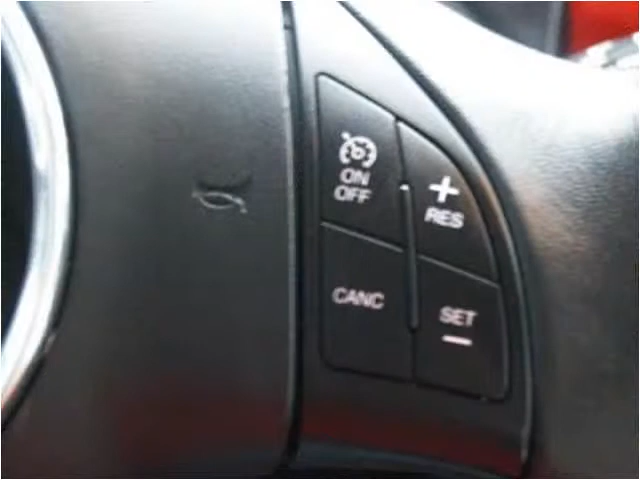 ON
OFF
+
RES
CANC
SET
—